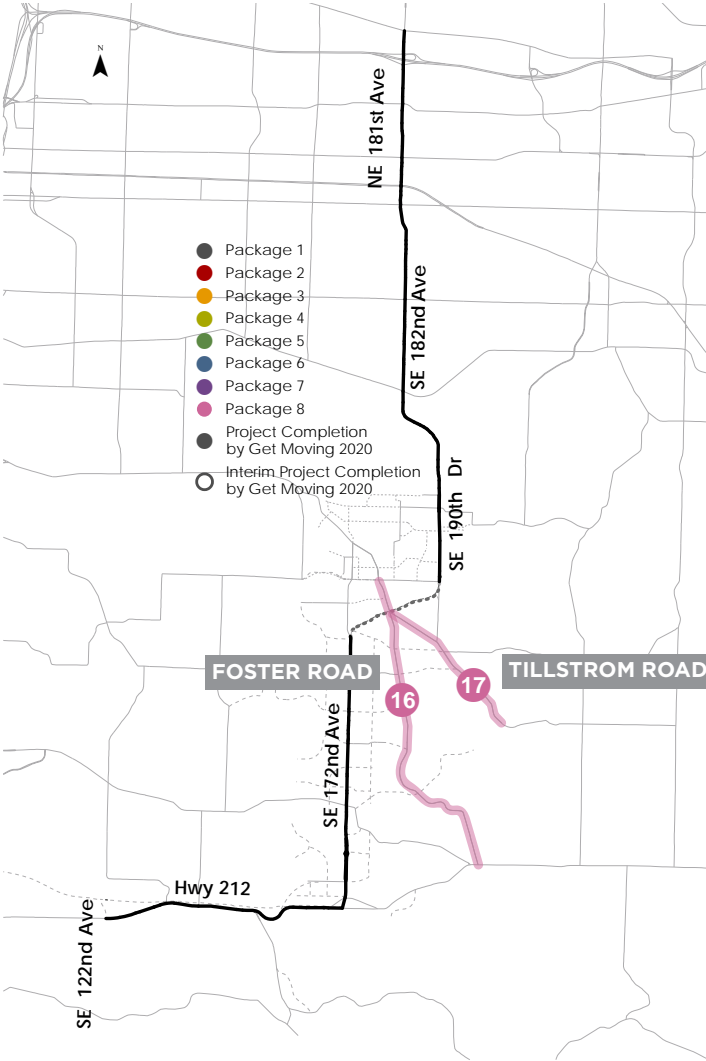 N
NE 181st Ave
Package 1
Package 2
Package 3
Package 4
Package 5
Package 6
Package 7
Package 8
Project Completion
by Get Moving 2020
Interim Project Completion
by Get Moving 2020
SE 182nd Ave
SE 190th Dr
FOSTER ROAD
TILLSTROM ROAD
16
17
SE 172nd Ave
Hwy 212
SE 122nd Ave